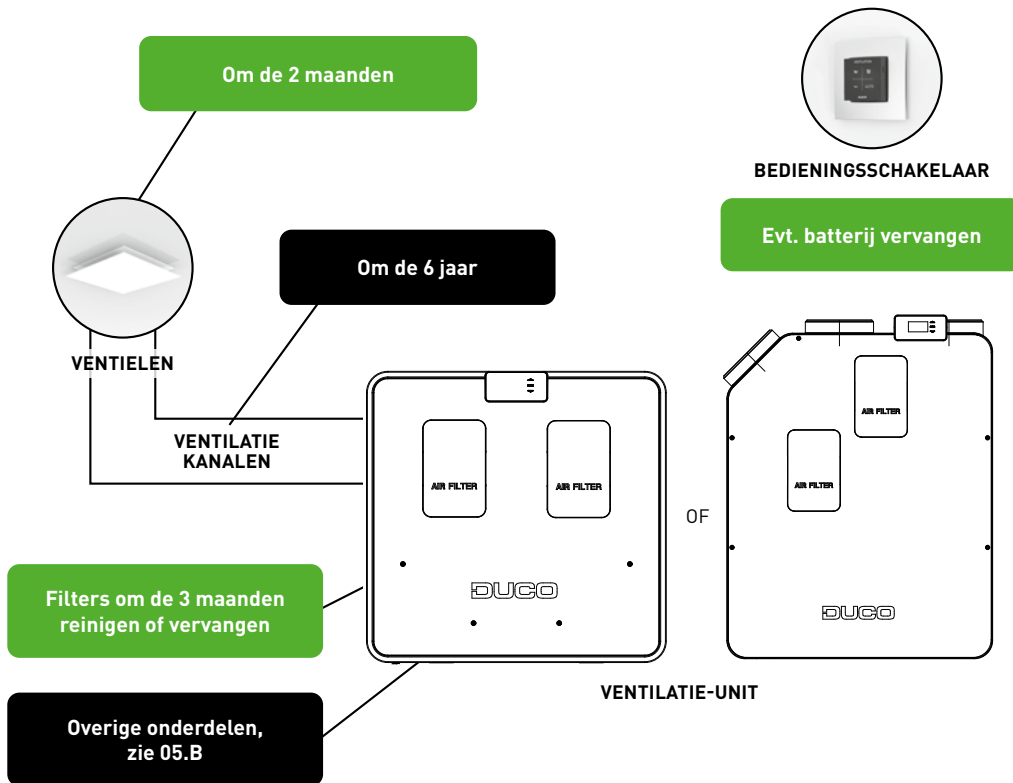 Om de 2 maanden
BEDIENINGSSCHAKELAAR
Evt. batterij vervangen
Om de 6 jaar
VENTIELEN
VENTILATIE
KANALEN
AIR FILTER
AIR FILTER
OF
AIR FILTER
AIR FILTER
DUCO
DUCO
Filters om de 3 maanden
reinigen of vervangen
VENTILATIE-UNIT
Overige onderdelen,
zie 05.B